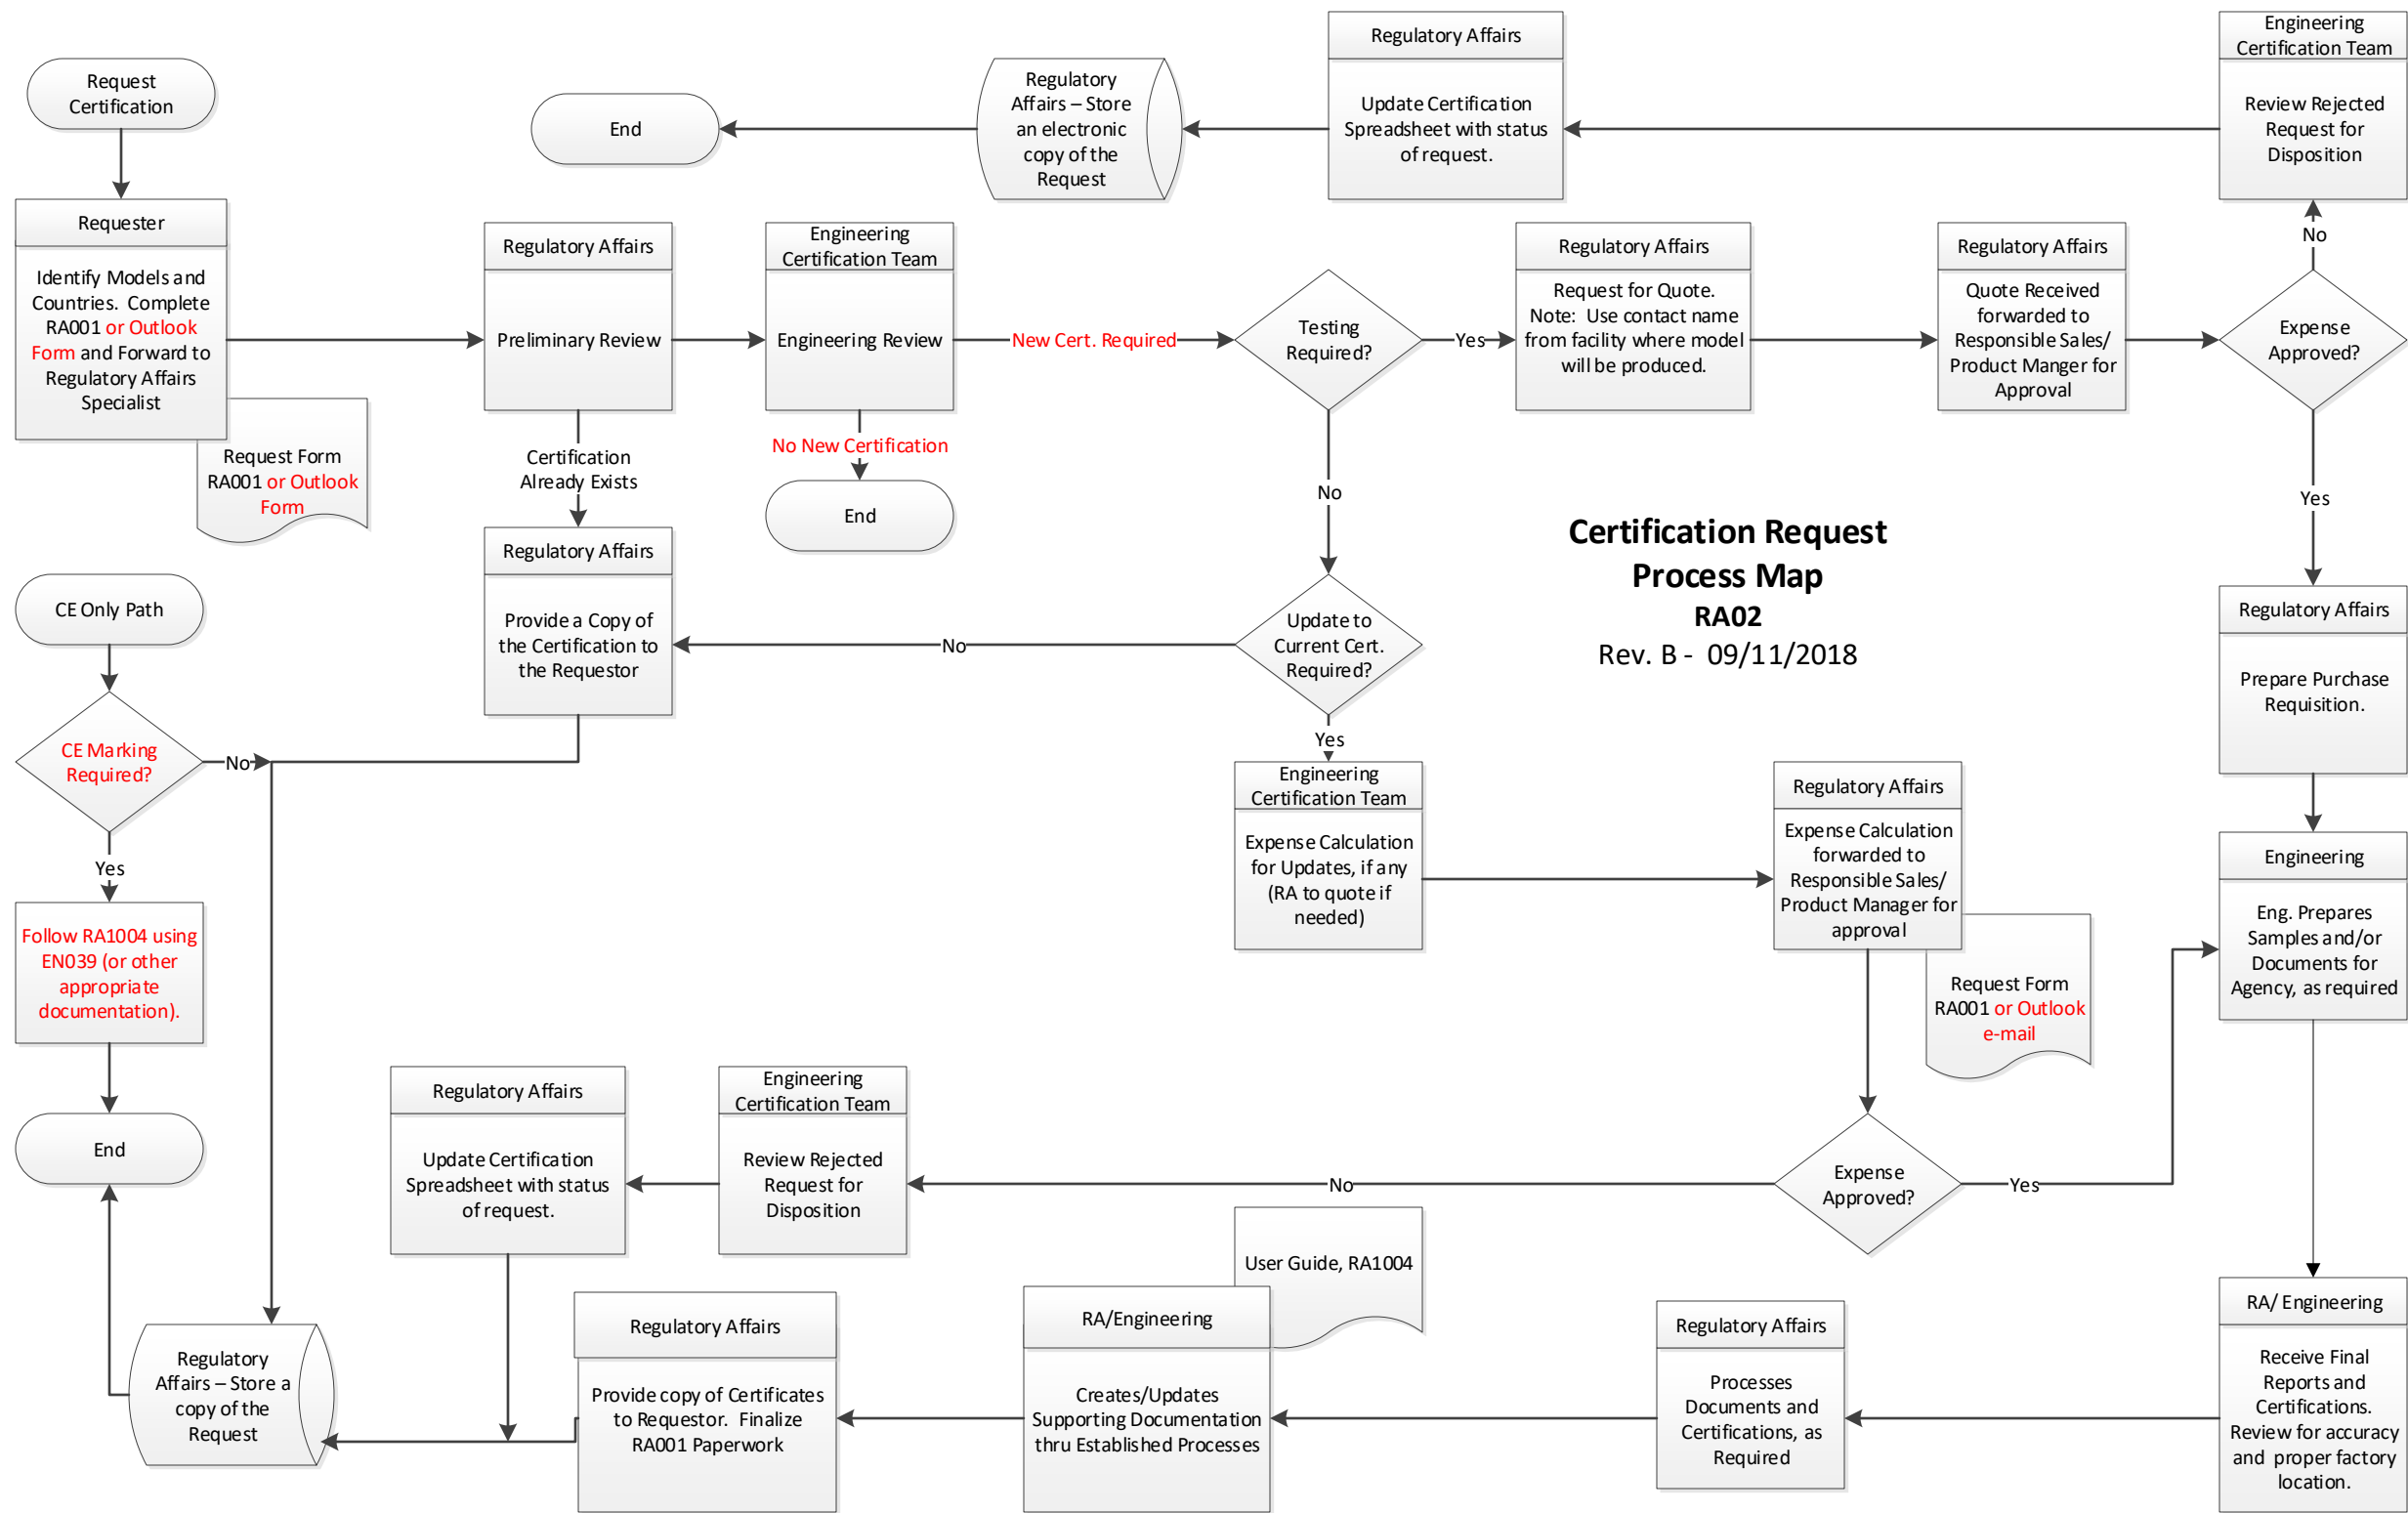 Request
Certification
Requester
Identify Models and
Countries.  Complete
RA001 or Outlook
Form and Forward to
Regulatory Affairs
Specialist
Request Form
RA001 or Outlook
Form
End
Regulatory
Affairs – Store
an electronic
copy of the
Request
Regulatory Affairs
Update Certification
Spreadsheet with status
of request.
Engineering
Certification Team
Review Rejected
Request for
Disposition
Regulatory Affairs
Preliminary Review
Engineering
Certification Team
Engineering Review
New Cert. Required
Testing
Required?
Yes
Regulatory Affairs
Request for Quote.
Note:  Use contact name
from facility where model
will be produced.
Regulatory Affairs
Quote Received
forwarded to
Responsible Sales/
Product Manger for
Approval
Expense
Approved?
No
Yes
Certification
Already Exists
No New Certification
End
No
Certification Request
Process Map
RA02
Rev. B -  09/11/2018
Regulatory Affairs
Provide a Copy of
the Certification to
the Requestor
No
Update to
Current Cert.
Required?
Yes
CE Only Path
CE Marking
Required?
No
Yes
Follow RA1004 using
EN039 (or other
appropriate
documentation).
End
Engineering
Certification Team
Expense Calculation
for Updates, if any
(RA to quote if
needed)
Regulatory Affairs
Expense Calculation
forwarded to
Responsible Sales/
Product Manager for
approval
Request Form
RA001 or Outlook
e-mail
Regulatory Affairs
Prepare Purchase
Requisition.
Engineering
Eng. Prepares
Samples and/or
Documents for
Agency, as required
Expense
Approved?
Yes
No
Engineering
Certification Team
Review Rejected
Request for
Disposition
Regulatory Affairs
Update Certification
Spreadsheet with status
of request.
RA/ Engineering
Receive Final
Reports and
Certifications.
Review for accuracy
and  proper factory
location.
Regulatory Affairs
Processes
Documents and
Certifications, as
Required
User Guide, RA1004
RA/Engineering
Creates/Updates
Supporting Documentation
thru Established Processes
Regulatory Affairs
Provide copy of Certificates
to Requestor.  Finalize
RA001 Paperwork
Regulatory
Affairs – Store a
copy of the
Request